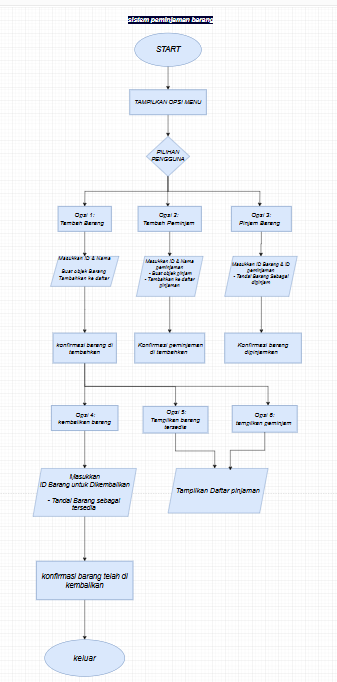 sistem peminjaman barang
START
TAMPILKAN OPSI MENU
PILIHAN
PENGGUNA
Opsi 1:
Tambah Barang
Opsi 2:
Tambah Peminjam
Opsi 3:
Pinjam Barang
Masukkan ID & Nama
Buat objek Barang
Tambahkan ke daftar
Masukkan ID & Nama
peminjaman
- Buat objek pinjam
- Tambahkan ke daftar
pinjaman
Masukkan ID Barang & ID
peminjaman
- Tandai Barang Sebagai
dipinjam
konfirmasi barang di
tambahkan
Konfirmasi peminjaman
di tambahkan
Konfirmasi barang
dipinjamkan
Opsi 4:
kembalikan barang
Opsi 5:
Tampilkan barang
tersedia
Opsi 6:
tampilkan peminjam
Masukkan
ID Barang untuk Dikembalikan
- Tandai Barang sebagai
tersedia
Tampilkan Daftar pinjaman
konfirmasi barang telah di
kembalikan
keluar